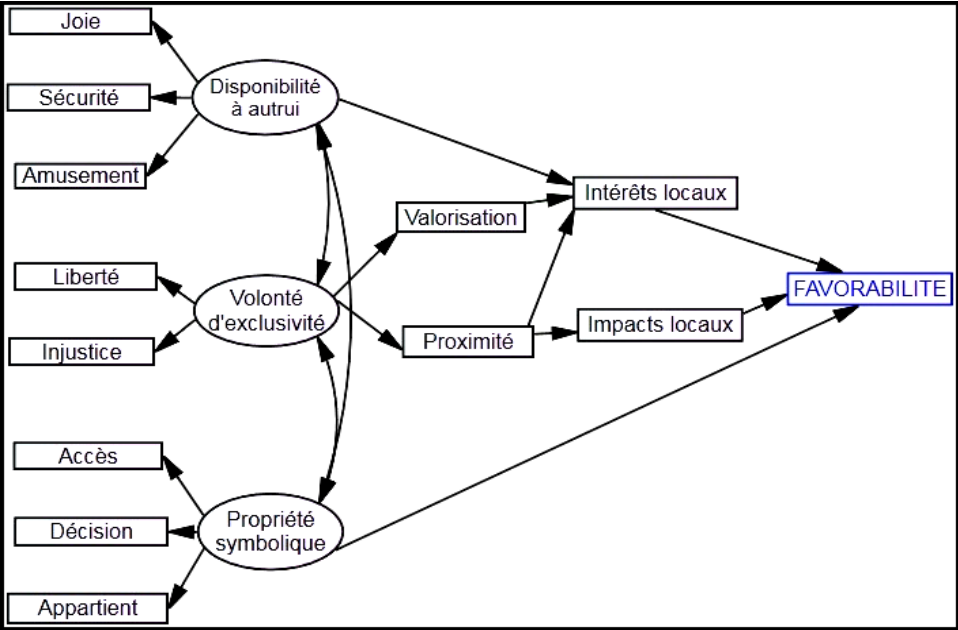 Joie
Sécurité
Amusement
Disponibilité
à autrui
Liberté
Injustice
Volonté
d'exclusivité
Accès
Décision
Appartient
Propriété
symbolique
Valorisation
Proximité
Intérêts locaux
Impacts locaux
FAVORABILITE